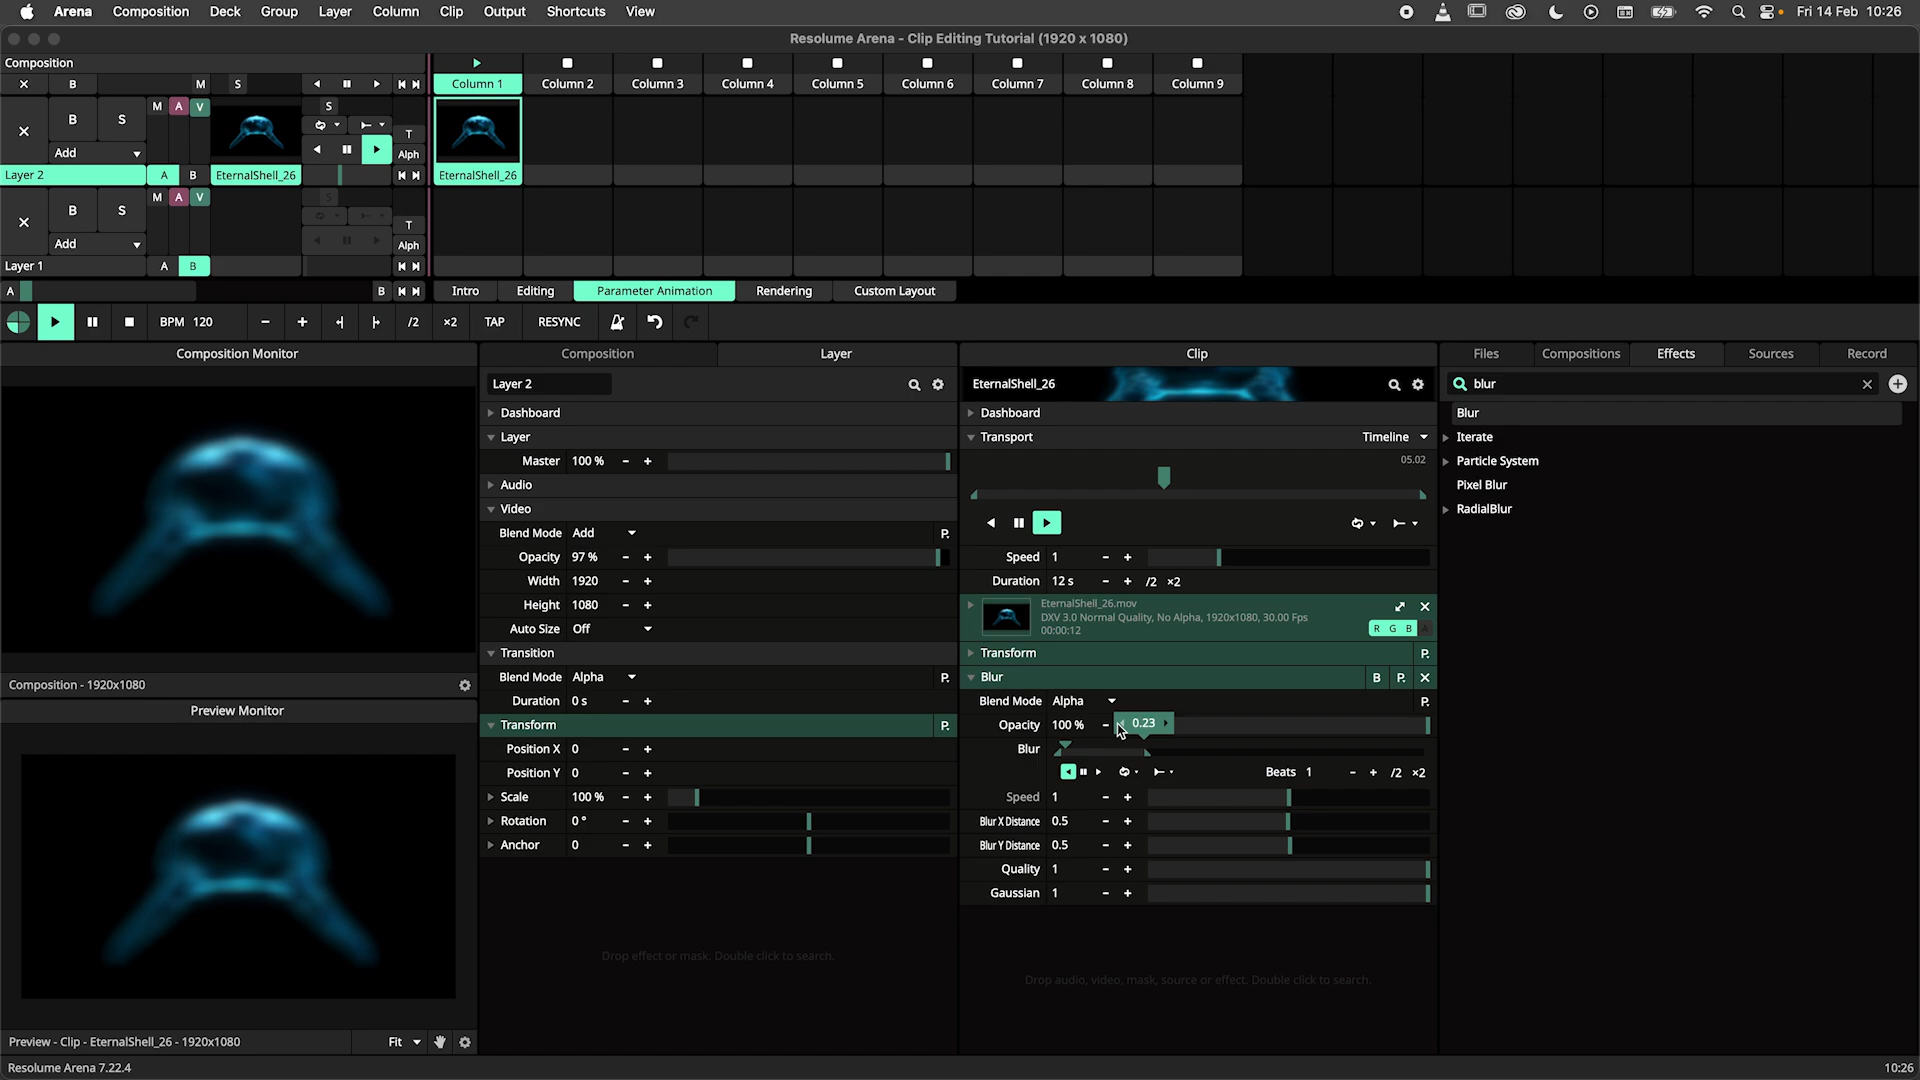 Arena Composition Deck Group Layer Column Clip Output Shortcuts View Fri 14 Feb 10:26
Resolume Arena - Clip Editing Tutorial (1920 x 1080)
Composition
B M S Column 1 Column 2 Column 3 Column 4 Column 5 Column 6 Column 7 Column 8 Column 9
M A V S
B S T
Add Alph
Layer 2 A B EternalShell_26 EternalShell_26
M A V S
B S T
Add Alph
Layer 1 A B
A B Intro Editing Parameter Animation Rendering Custom Layout
BPM 120 - + /2 ×2 TAP RESYNC
Composition Monitor Composition Layer Clip Files Compositions Effects Sources Record
Layer 2 EternalShell_26 blur
Dashboard Dashboard Blur
Layer Transport Timeline Iterate
Master 100 % - + 05.02 Particle System
Audio Pixel Blur
Video RadialBlur
Blend Mode Add P.
Opacity 97 % - + Speed 1 - +
Width 1920 - + Duration 12 s - + /2 ×2
Height 1080 - + EternalShell_26.mov
DXV 3.0 Normal Quality, No Alpha, 1920x1080, 30.00 Fps
Auto Size Off 00:00:12 R G B A
Transition Transform P.
Blend Mode Alpha P. Blur B P.
Composition - 1920x1080
Duration 0 s - + Blend Mode Alpha P.
Preview Monitor
Transform P. Opacity 100 % - 0.23
Position X 0 - + Blur
Position Y 0 - + Beats 1 - + /2 ×2
Scale 100 % - + Speed 1 - +
Rotation 0 ° - + Blur X Distance 0.5 - +
Anchor 0 - + Blur Y Distance 0.5 - +
Quality 1 - +
Gaussian 1 - +
Drop effect or mask. Double click to search.
Drop audio, video, mask, source or effect. Double click to search.
Preview - Clip - EternalShell_26 - 1920x1080 Fit
Resolume Arena 7.22.4 10:26